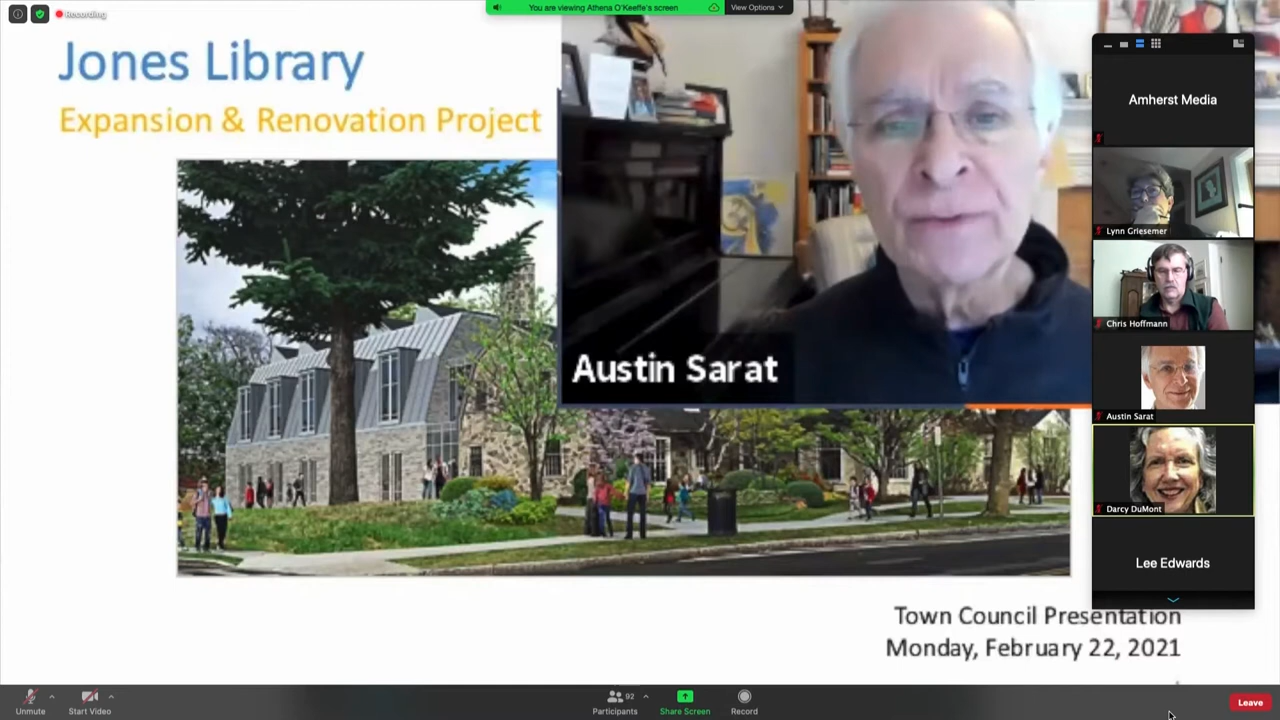 Recording
You are viewing Athena O'Keeffe's screen
View Options
Jones Library
Expansion & Renovation Project
Austin Sarat
Amherst Media
Lynn Griesemer
Chris Hoffmann
Austin Sarat
Darcy DuMont
Lee Edwards
Town Council Presentation
Monday, February 22, 2021
Unmute
Start Video
92
Participants
Share Screen
Record
Leave